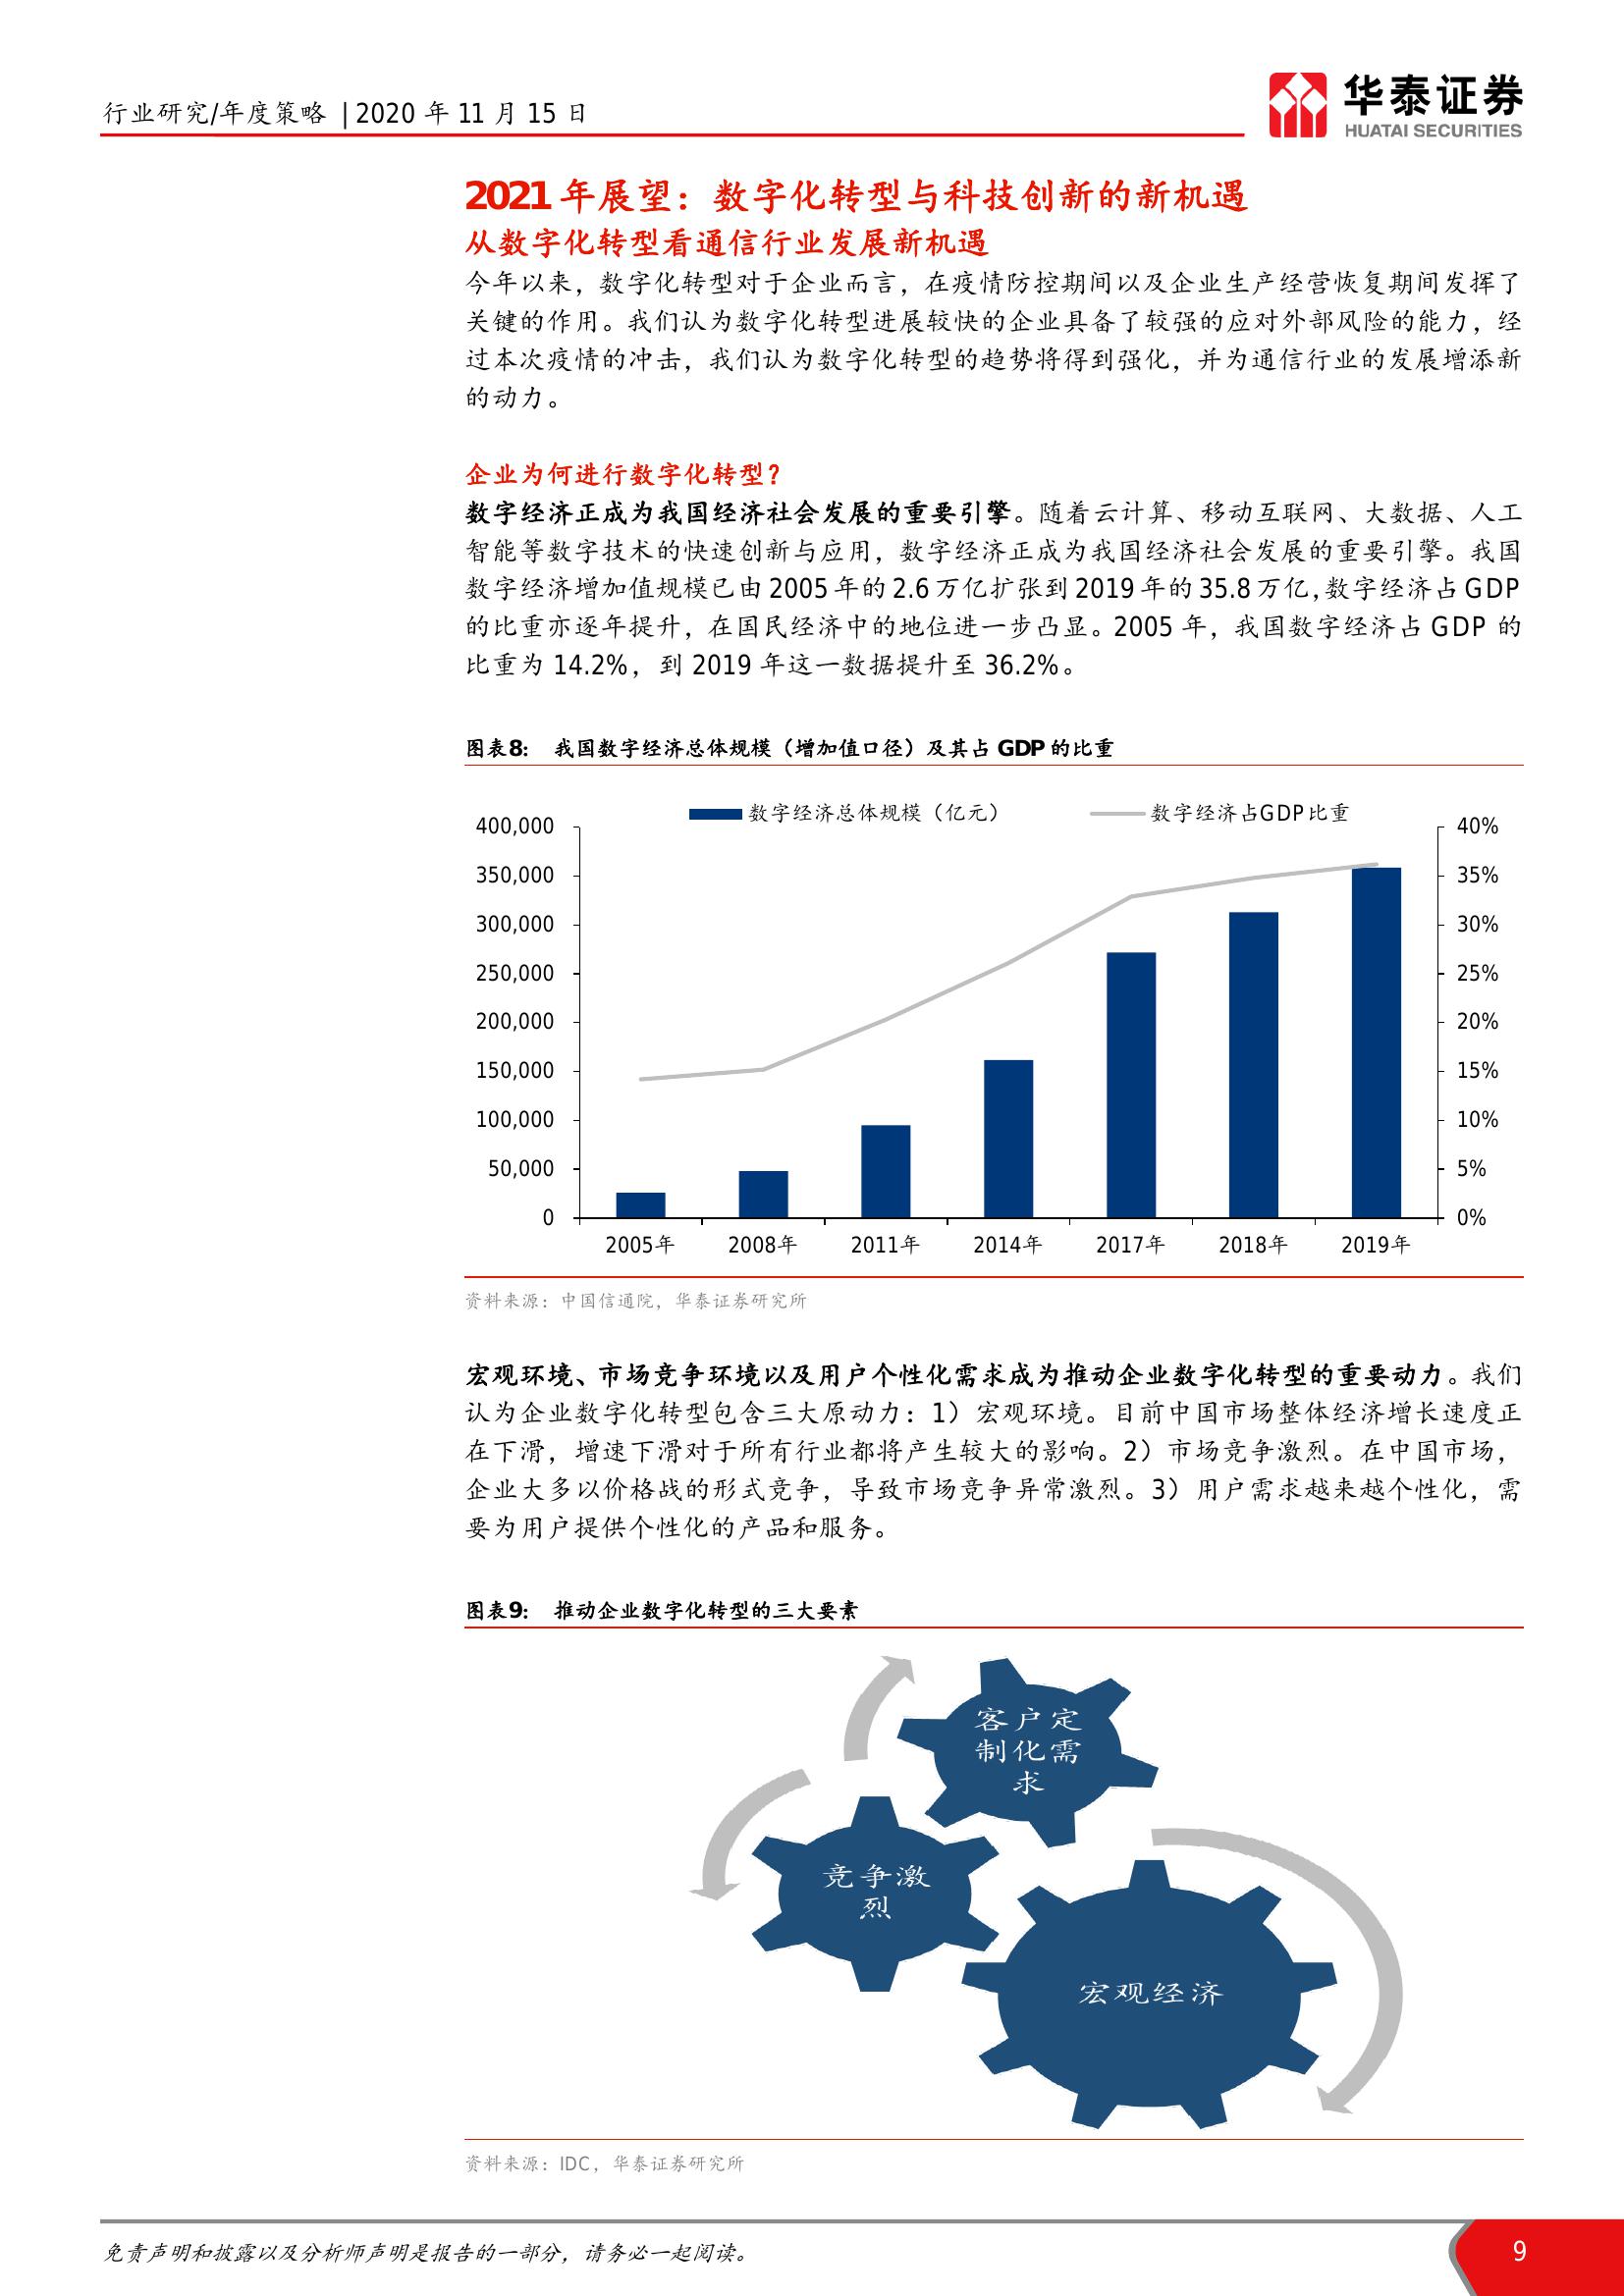 行业研究/年度策略 | 2020 年 11 月 15 日
华泰证券
HUATAI SECURITIES
2021 年展望：数字化转型与科技创新的新机遇
从数字化转型看通信行业发展新机遇
今年以来，数字化转型对于企业而言，在疫情防控期间以及企业生产经营恢复期间发挥了
关键的作用。我们认为数字化转型进展较快的企业具备了较强的应对外部风险的能力，经
过本次疫情的冲击，我们认为数字化转型的趋势将得到强化，并为通信行业的发展增添新
的动力。
企业为何进行数字化转型？
数字经济正成为我国经济社会发展的重要引擎。随着云计算、移动互联网、大数据、人工
智能等数字技术的快速创新与应用，数字经济正成为我国经济社会发展的重要引擎。我国
数字经济增加值规模已由 2005 年的 2.6 万亿扩张到 2019 年的 35.8 万亿，数字经济占 GDP
的比重亦逐年提升，在国民经济中的地位进一步凸显。2005 年，我国数字经济占 GDP 的
比重为 14.2%，到 2019 年这一数据提升至 36.2%。
图表8： 我国数字经济总体规模（增加值口径）及其占 GDP 的比重
数字经济总体规模（亿元） 数字经济占GDP比重
400,000 40%
350,000 35%
300,000 30%
250,000 25%
200,000 20%
150,000 15%
100,000 10%
50,000 5%
0 0%
2005年 2008年 2011年 2014年 2017年 2018年 2019年
资料来源：中国信通院，华泰证券研究所
宏观环境、市场竞争环境以及用户个性化需求成为推动企业数字化转型的重要动力。我们
认为企业数字化转型包含三大原动力：1）宏观环境。目前中国市场整体经济增长速度正
在下滑，增速下滑对于所有行业都将产生较大的影响。2）市场竞争激烈。在中国市场，
企业大多以价格战的形式竞争，导致市场竞争异常激烈。3）用户需求越来越个性化，需
要为用户提供个性化的产品和服务。
图表9： 推动企业数字化转型的三大要素
客户定
制化需
求
竞争激
烈
宏观经济
资料来源：IDC，华泰证券研究所
免责声明和披露以及分析师声明是报告的一部分，请务必一起阅读。
9